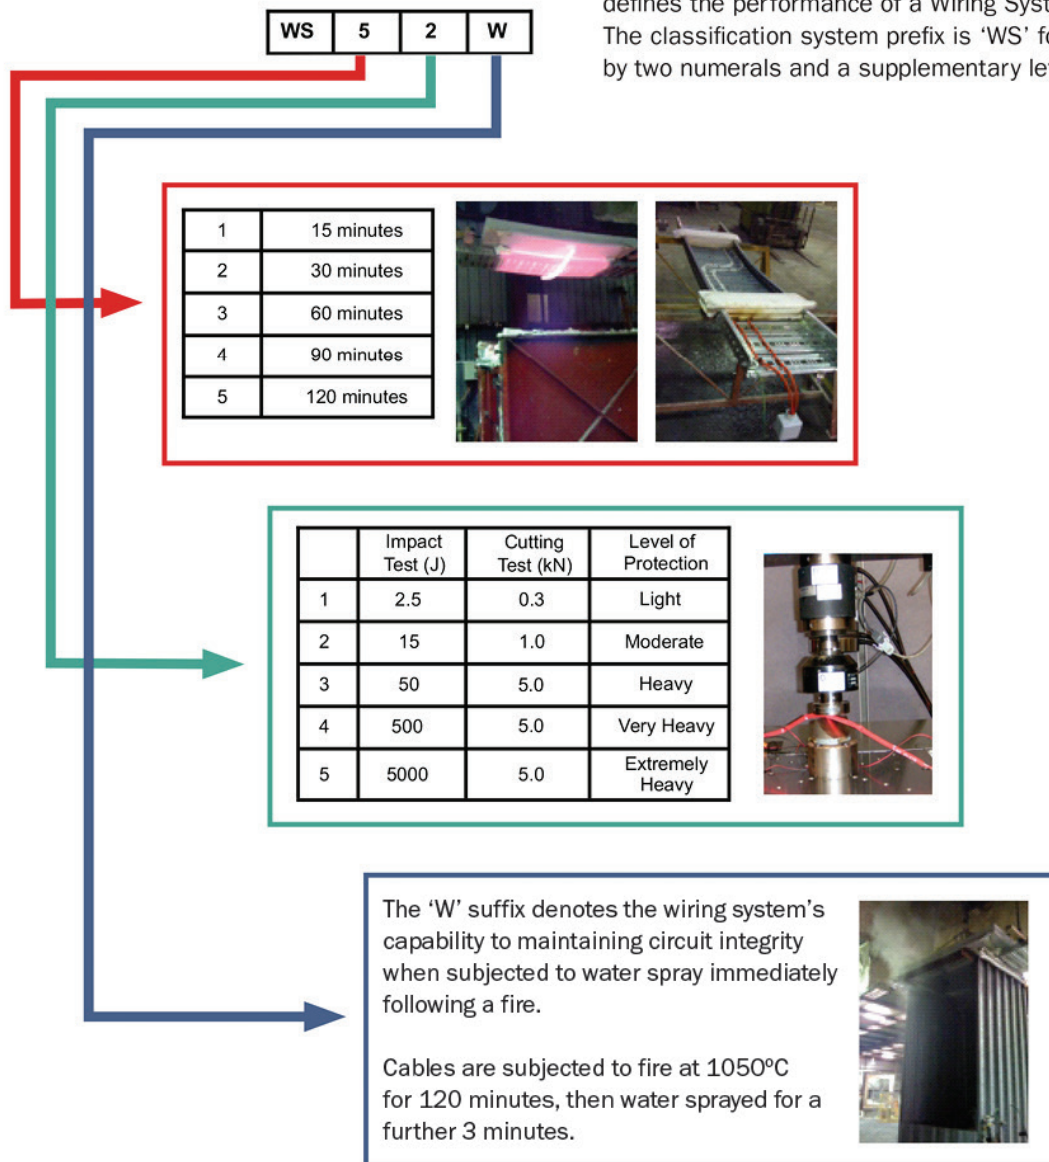 defines the performance of a Wiring Syst
WS 5 2 W
The classification system prefix is ‘WS’ fo
by two numerals and a supplementary le
1 15 minutes
2 30 minutes
3 60 minutes
4 90 minutes
5 120 minutes
Impact Test (J) Cutting Test (kN) Level of Protection
1 2.5 0.3 Light
2 15 1.0 Moderate
3 50 5.0 Heavy
4 500 5.0 Very Heavy
5 5000 5.0 Extremely Heavy
The ‘W’ suffix denotes the wiring system’s
capability to maintaining circuit integrity
when subjected to water spray immediately
following a fire.
Cables are subjected to fire at 1050ºC
for 120 minutes, then water sprayed for a
further 3 minutes.